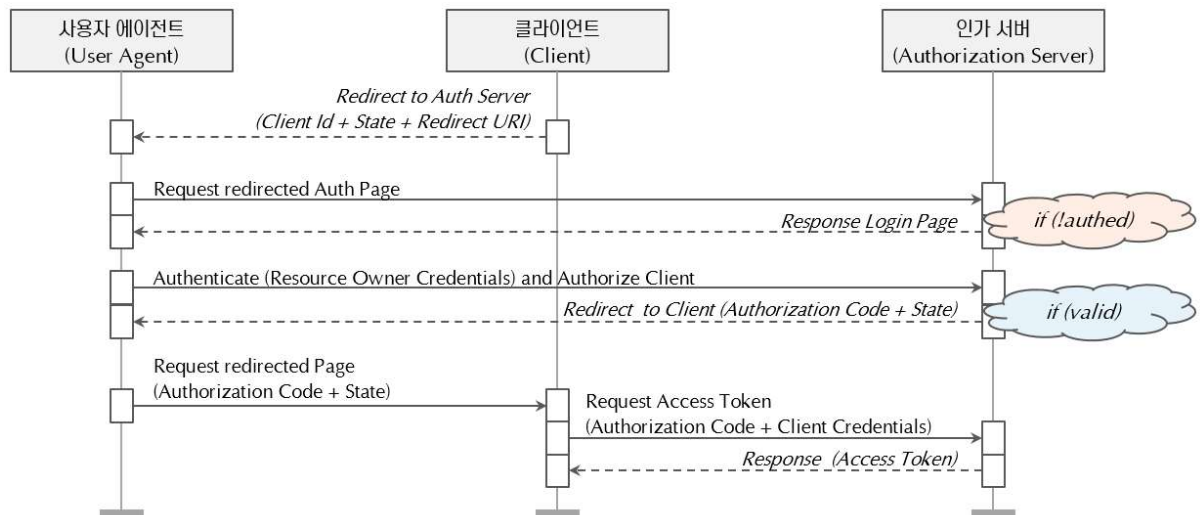 사용자 에이전트
(User Agent)
클라이언트
(Client)
인가 서버
(Authorization Server)
Redirect to Auth Server
(Client Id + State + Redirect URI)
Request redirected Auth Page
Response Login Page
if (!authed)
Authenticate (Resource Owner Credentials) and Authorize Client
Redirect to Client (Authorization Code + State)
if (valid)
Request redirected Page
(Authorization Code + State)
Request Access Token
(Authorization Code + Client Credentials)
Response (Access Token)